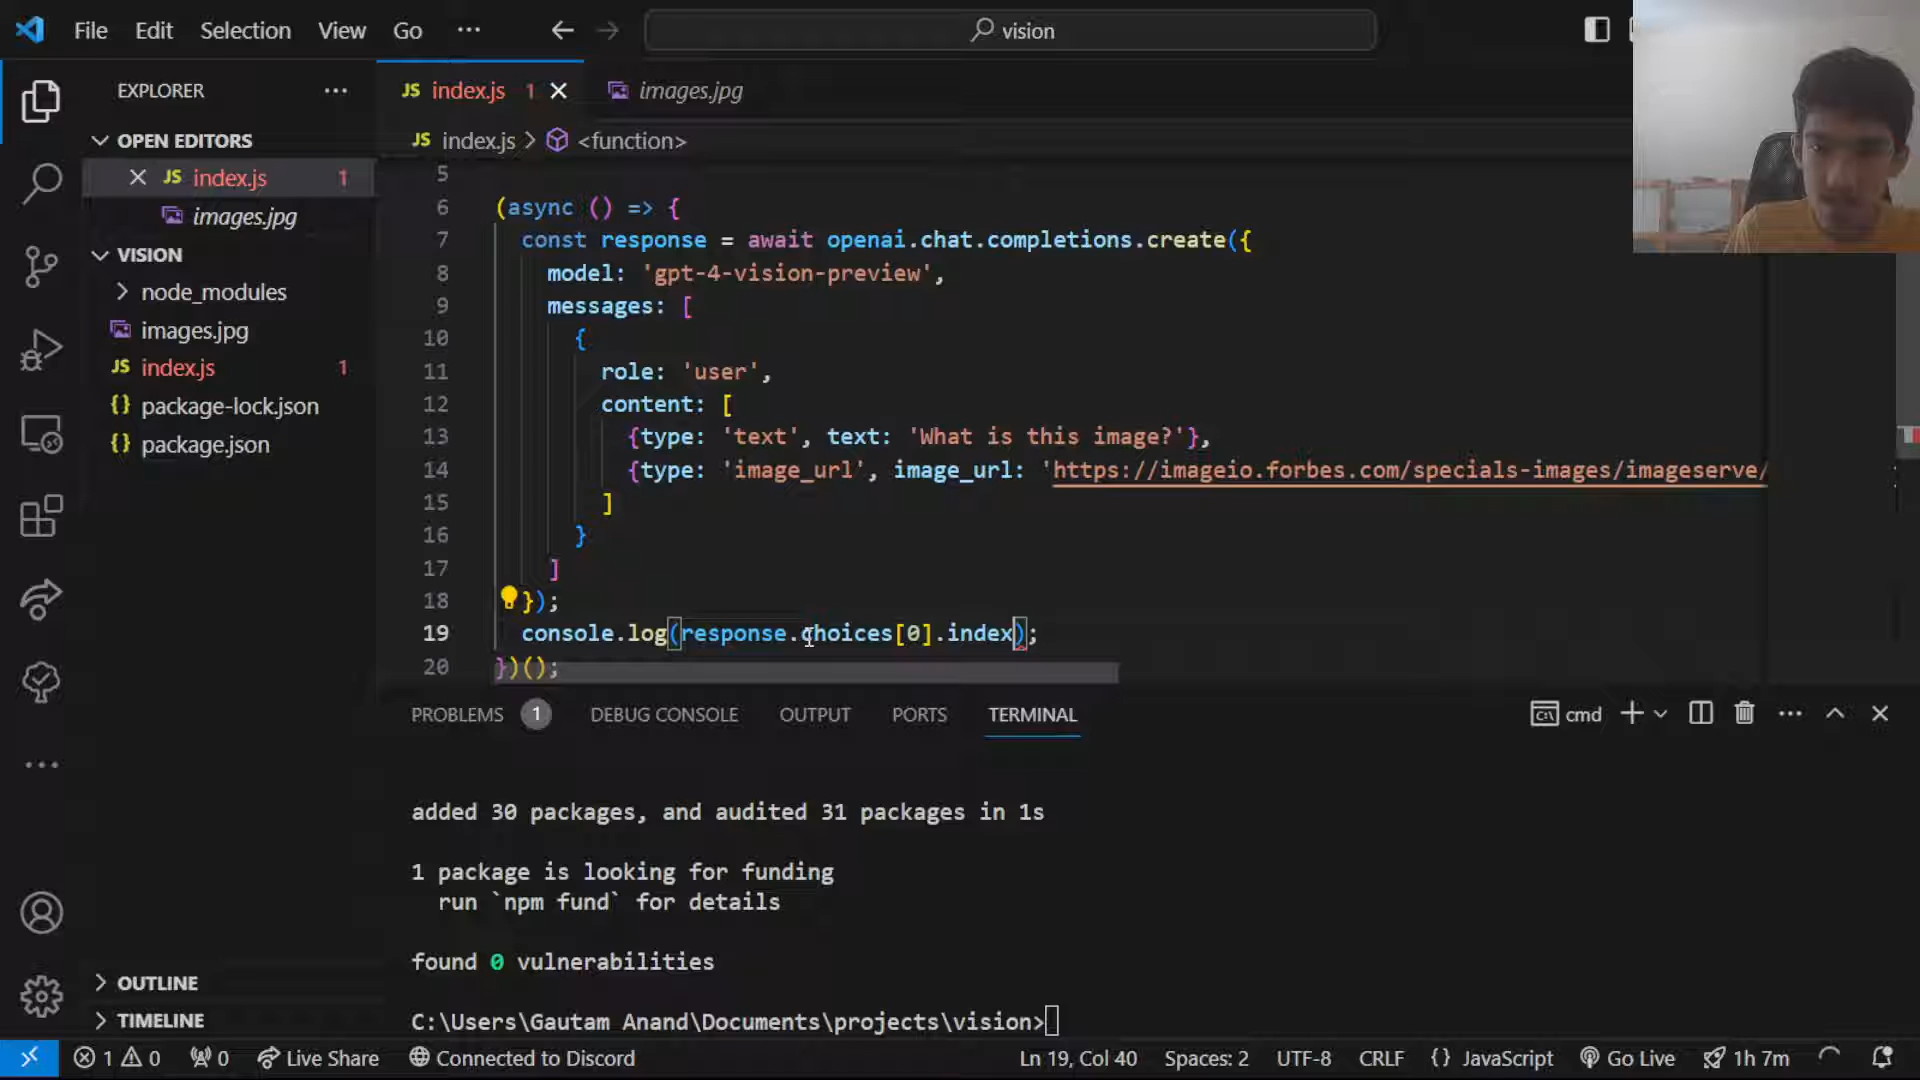 File Edit Selection View Go ··· vision
EXPLORER ···
OPEN EDITORS
index.js 1
images.jpg
VISION
node_modules
images.jpg
index.js 1
package-lock.json
package.json
OUTLINE
TIMELINE
JS index.js 1 images.jpg
JS index.js > <function>
5
6 (async () => {
7 const response = await openai.chat.completions.create({
8 model: 'gpt-4-vision-preview',
9 messages: [
10 {
11 role: 'user',
12 content: [
13 {type: 'text', text: 'What is this image?'},
14 {type: 'image_url', image_url: 'https://imageio.forbes.com/specials-images/imageserve/
15 ]
16 }
17 ]
18 });
19 console.log(response.choices[0].index);
20 })();
PROBLEMS 1 DEBUG CONSOLE OUTPUT PORTS TERMINAL cmd
added 30 packages, and audited 31 packages in 1s
1 package is looking for funding
run `npm fund` for details
found 0 vulnerabilities
C:\Users\Gautam Anand\Documents\projects\vision>
1 0 0 Live Share Connected to Discord Ln 19, Col 40 Spaces: 2 UTF-8 CRLF {} JavaScript Go Live 1h 7m